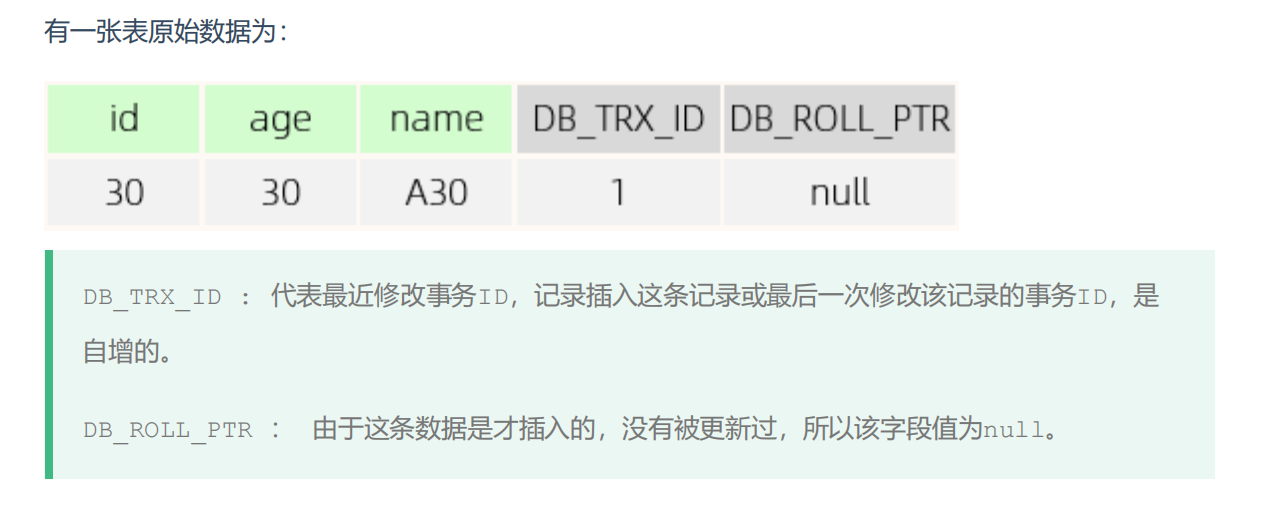 有一张表原始数据为：
id age name DB_TRX_ID DB_ROLL_PTR
30 30 A30 1 null
DB_TRX_ID ： 代表最近修改事务ID，记录插入这条记录或最后一次修改该记录的事务ID，是
自增的。
DB_ROLL_PTR ： 由于这条数据是才插入的，没有被更新过，所以该字段值为null。